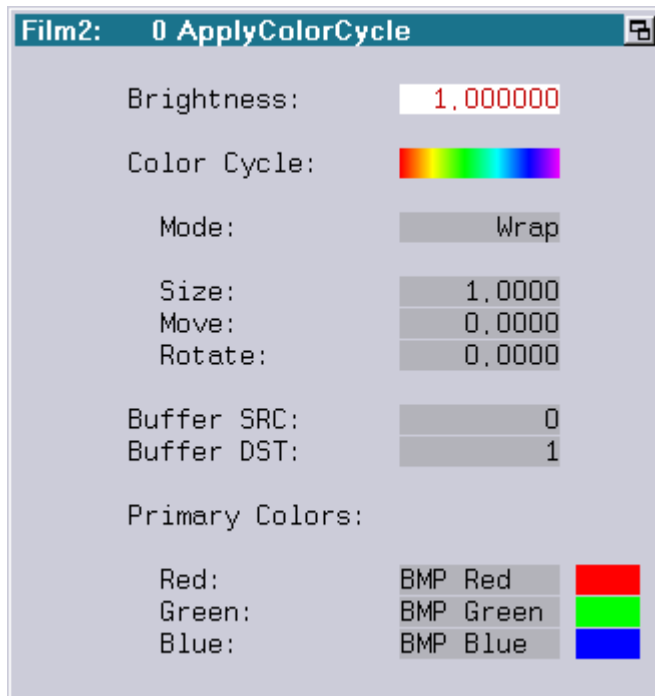 Film2: 0 ApplyColorCycle
Brightness: 1,000000
Color Cycle:
Mode: Wrap
Size: 1,0000
Move: 0,0000
Rotate: 0,0000
Buffer SRC: 0
Buffer DST: 1
Primary Colors:
Red: BMP Red
Green: BMP Green
Blue: BMP Blue